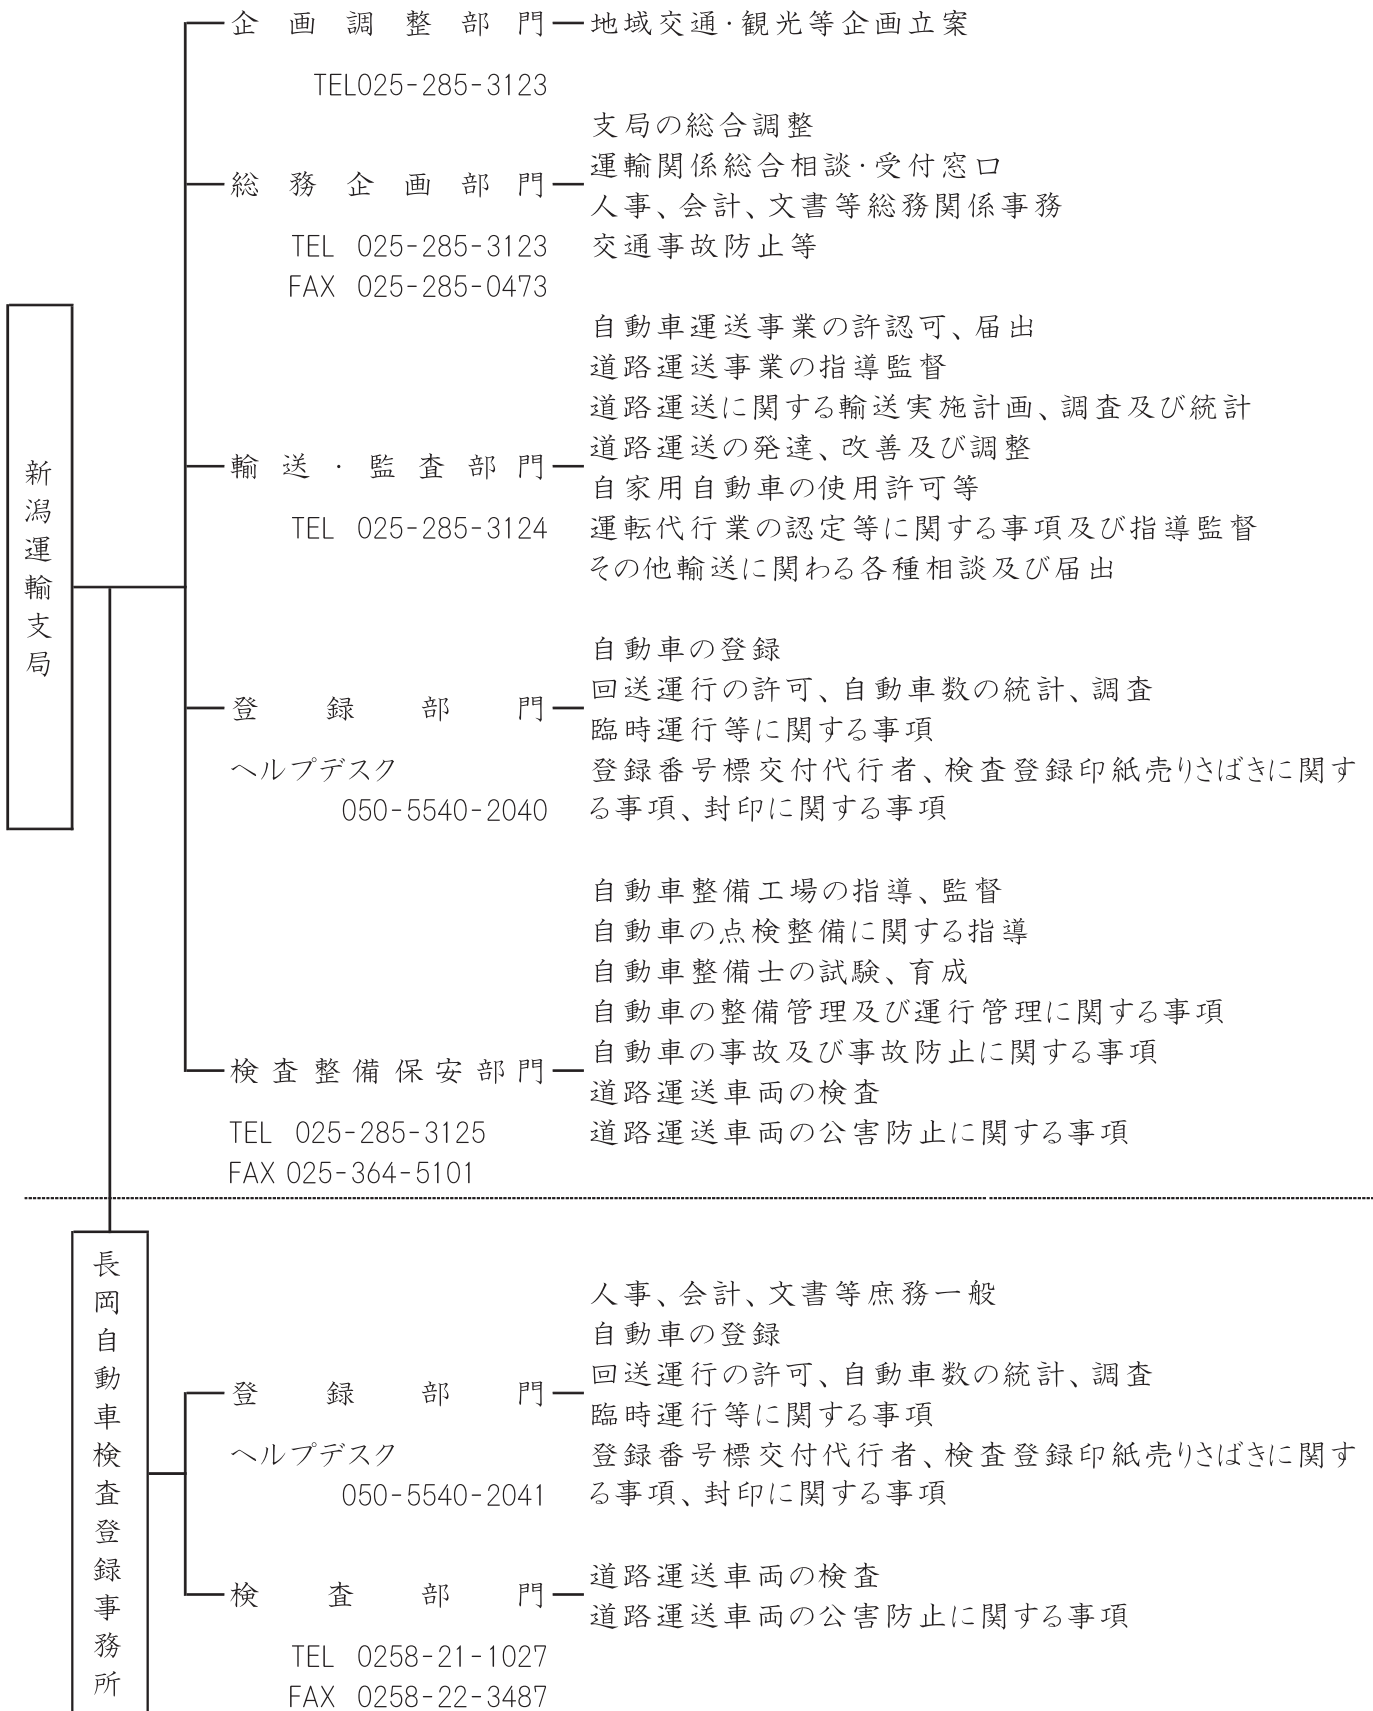 企画調整部門
地域交通・観光等企画立案
TEL025-285-3123
支局の総合調整
運輸関係総合相談・受付窓口
総務企画部門
人事、会計、文書等総務関係事務
TEL 025-285-3123
交通事故防止等
FAX 025-285-0473
新潟運輸支局
自動車運送事業の許認可、届出
道路運送事業の指導監督
道路運送に関する輸送実施計画、調査及び統計
道路運送の発達、改善及び調整
輸送・監査部門
自家用自動車の使用許可等
TEL 025-285-3124
運転代行業の認定等に関する事項及び指導監督
その他輸送に関わる各種相談及び届出
自動車の登録
回送運行の許可、自動車数の統計、調査
登録部門
臨時運行等に関する事項
ヘルプデスク
050-5540-2040
登録番号標交付代行者、検査登録印紙売りさばきに関す
る事項、封印に関する事項
自動車整備工場の指導、監督
自動車の点検整備に関する指導
自動車整備士の試験、育成
自動車の整備管理及び運行管理に関する事項
自動車の事故及び事故防止に関する事項
検査整備保安部門
道路運送車両の検査
TEL 025-285-3125
道路運送車両の公害防止に関する事項
FAX 025-364-5101
長岡自動車検査登録事務所
人事、会計、文書等庶務一般
自動車の登録
回送運行の許可、自動車数の統計、調査
登録部門
臨時運行等に関する事項
ヘルプデスク
050-5540-2041
登録番号標交付代行者、検査登録印紙売りさばきに関す
る事項、封印に関する事項
検査部門
道路運送車両の検査
道路運送車両の公害防止に関する事項
TEL 0258-21-1027
FAX 0258-22-3487